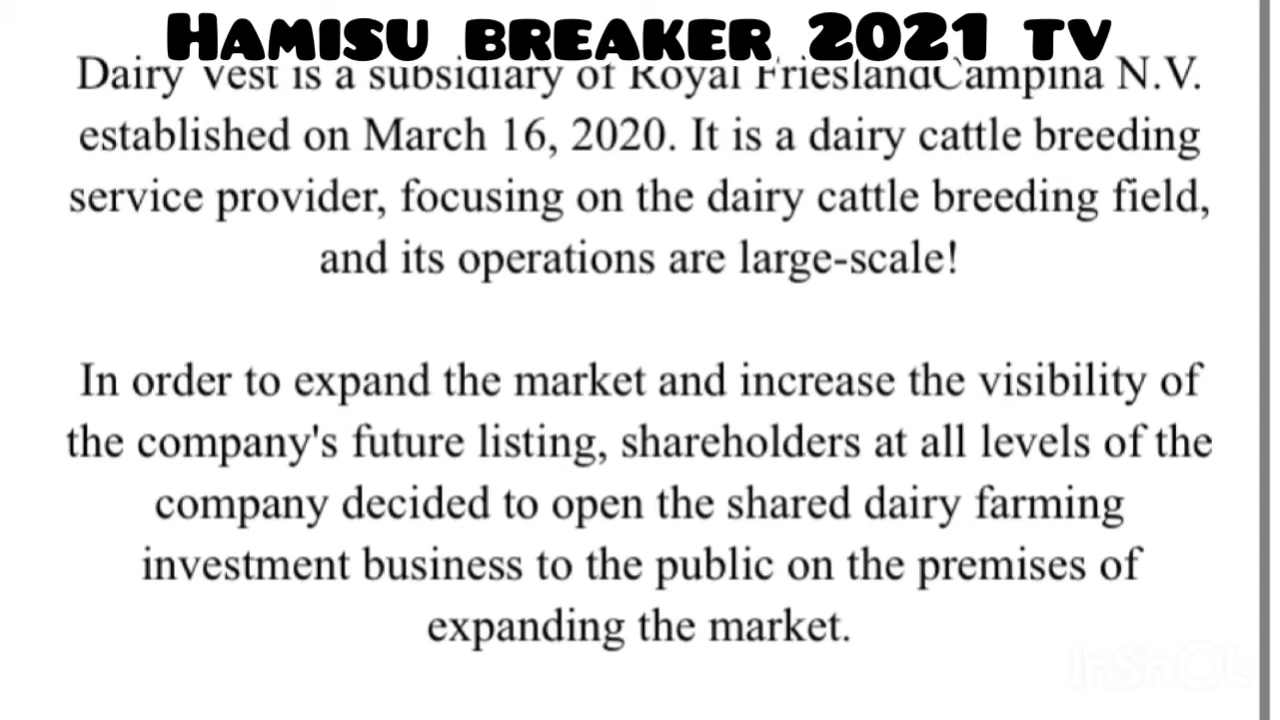 HAMISU BREAKER 2021 TV
Dairy Vest is a subsidiary of Royal FrieslandCampina N.V.
established on March 16, 2020. It is a dairy cattle breeding
service provider, focusing on the dairy cattle breeding field,
and its operations are large-scale!
In order to expand the market and increase the visibility of
the company's future listing, shareholders at all levels of the
company decided to open the shared dairy farming
investment business to the public on the premises of
expanding the market.
InShOt